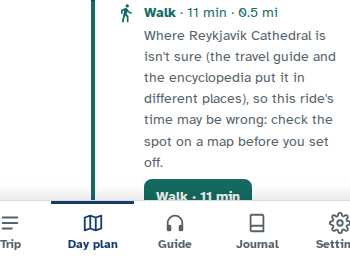 Walk · 11 min · 0.5 mi
Where Reykjavík Cathedral is
isn't sure (the travel guide and
the encyclopedia put it in
different places), so this ride's
time may be wrong: check the
spot on a map before you set
off.
Walk · 11 min
Trip
Day plan
Guide
Journal
Settin